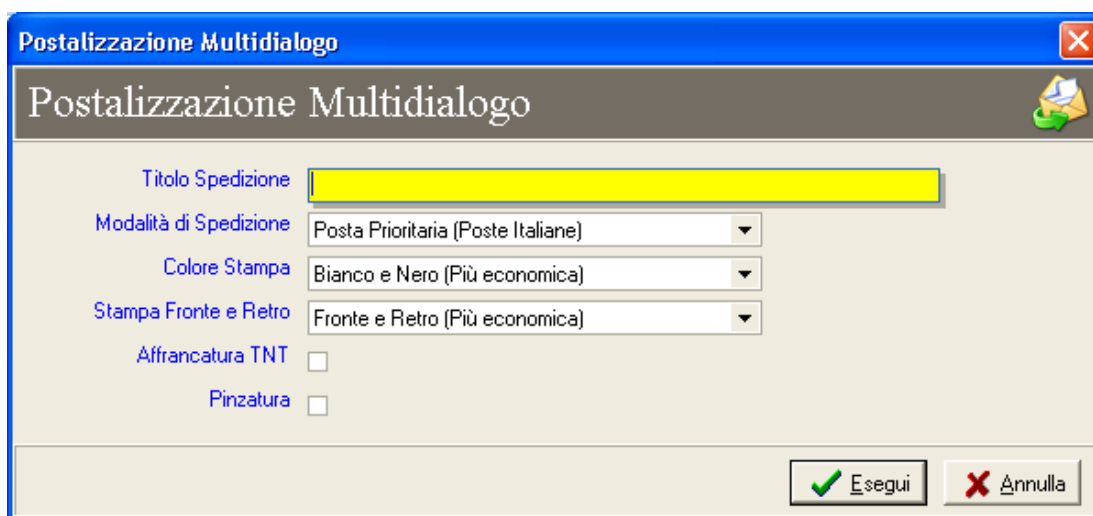 Postalizzazione Multidialogo
Postalizzazione Multidialogo
Titolo Spedizione
Modalità di Spedizione Posta Prioritaria (Poste Italiane)
Colore Stampa Bianco e Nero (Più economica)
Stampa Fronte e Retro Fronte e Retro (Più economica)
Affrancatura TNT
Pinzatura
Esegui Annulla